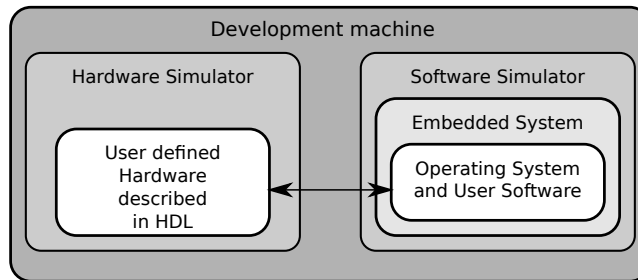 Development machine
Hardware Simulator
User defined
Hardware
described
in HDL
Software Simulator
Embedded System
Operating System
and User Software